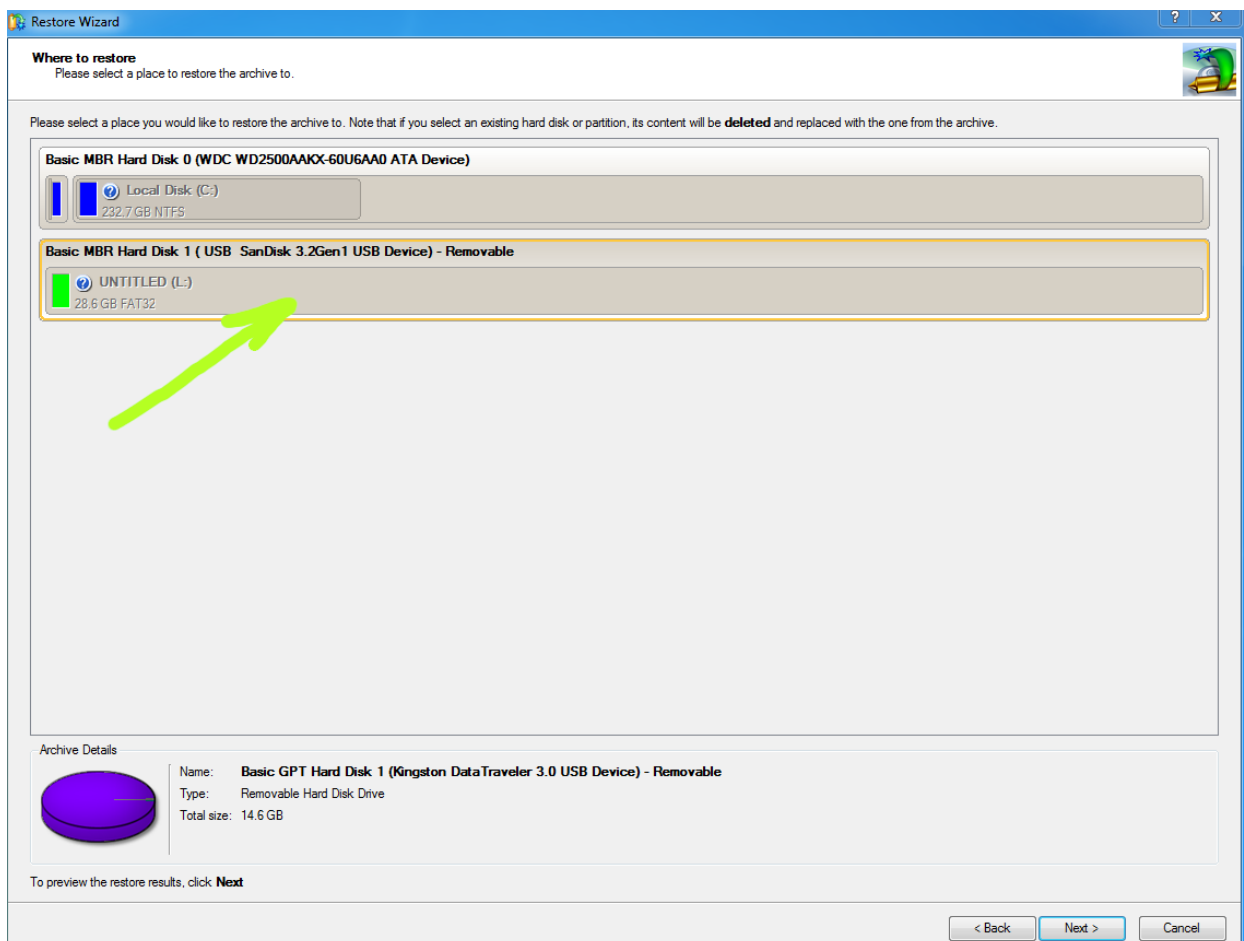 Restore Wizard
? X
Where to restore
Please select a place to restore the archive to.
Please select a place you would like to restore the archive to. Note that if you select an existing hard disk or partition, its content will be deleted and replaced with the one from the archive.
Basic MBR Hard Disk 0 (WDC WD2500AAKX-60U6AA0 ATA Device)
? Local Disk (C:)
232.7 GB NTFS
Basic MBR Hard Disk 1 ( USB SanDisk 3.2Gen1 USB Device) - Removable
? UNTITLED (L:)
28.6 GB FAT32
Archive Details
Name: Basic GPT Hard Disk 1 (Kingston DataTraveler 3.0 USB Device) - Removable
Type: Removable Hard Disk Drive
Total size: 14.6 GB
To preview the restore results, click Next
< Back Next > Cancel